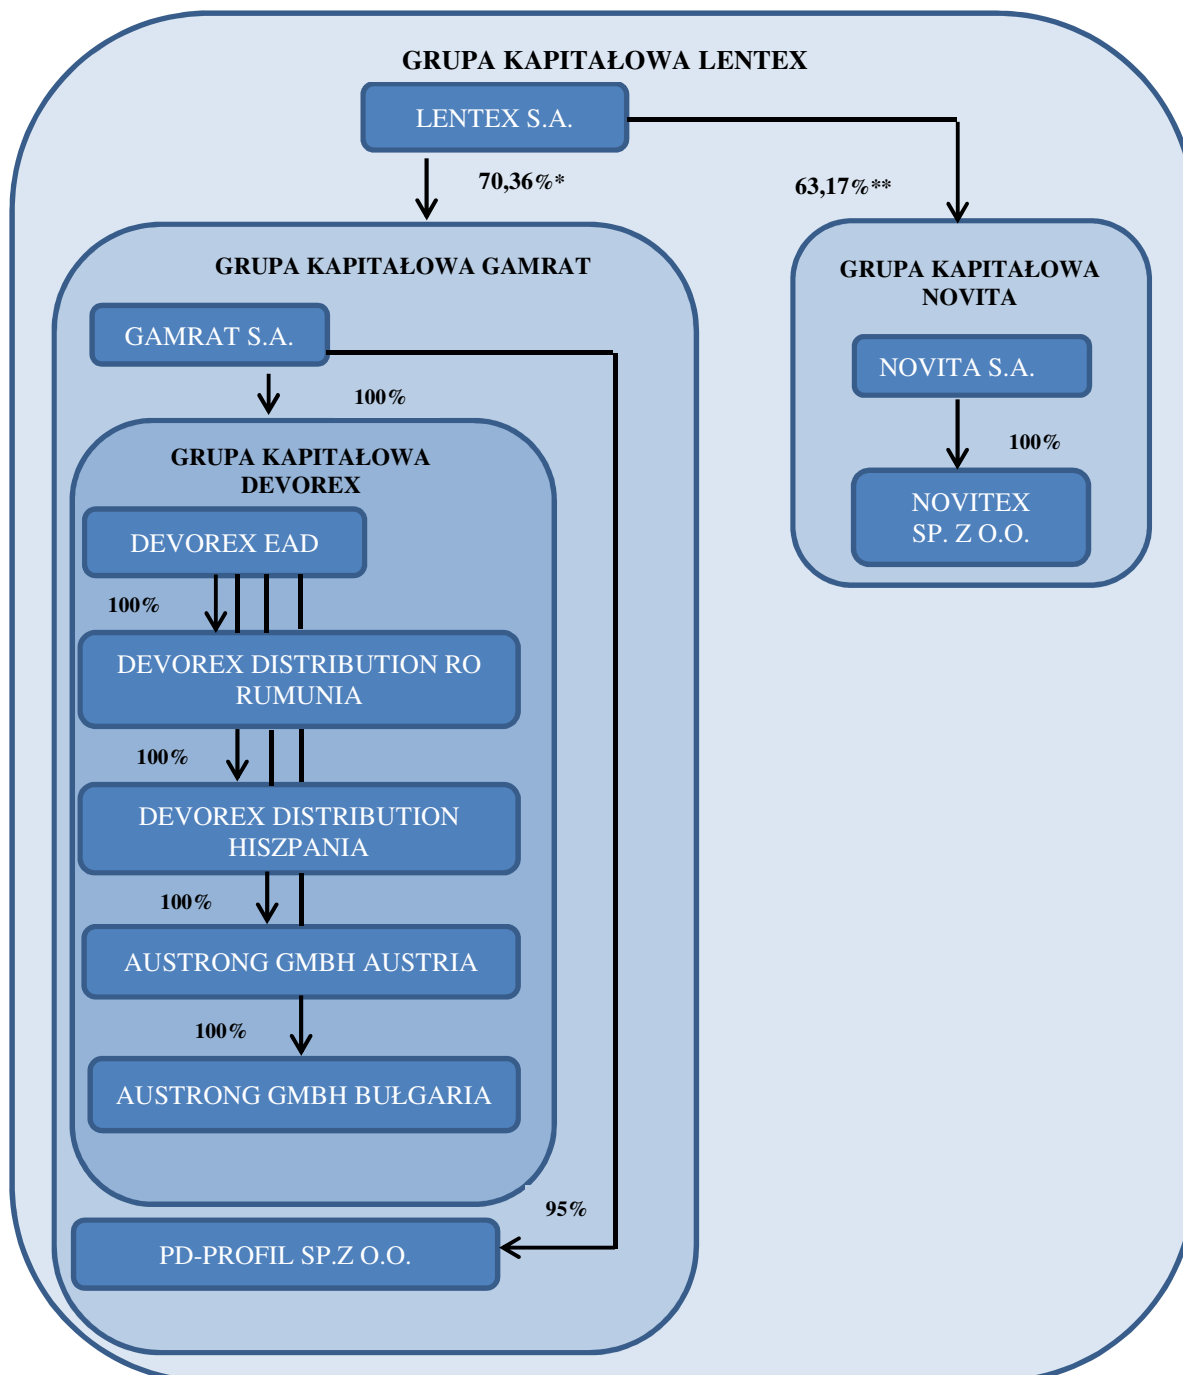 GRUPA KAPITAŁOWA LENTEX
LENTEX S.A.
70,36%*
63,17%**
GRUPA KAPITAŁOWA GAMRAT
GAMRAT S.A.
100%
GRUPA KAPITAŁOWA
DEVOREX
DEVOREX EAD
100%
DEVOREX DISTRIBUTION RO
RUMUNIA
100%
DEVOREX DISTRIBUTION
HISZPANIA
100%
AUSTRONG GMBH AUSTRIA
100%
AUSTRONG GMBH BUŁGARIA
95%
PD-PROFIL SP.Z O.O.
GRUPA KAPITAŁOWA
NOVITA
NOVITA S.A.
100%
NOVITEX
SP. Z O.O.